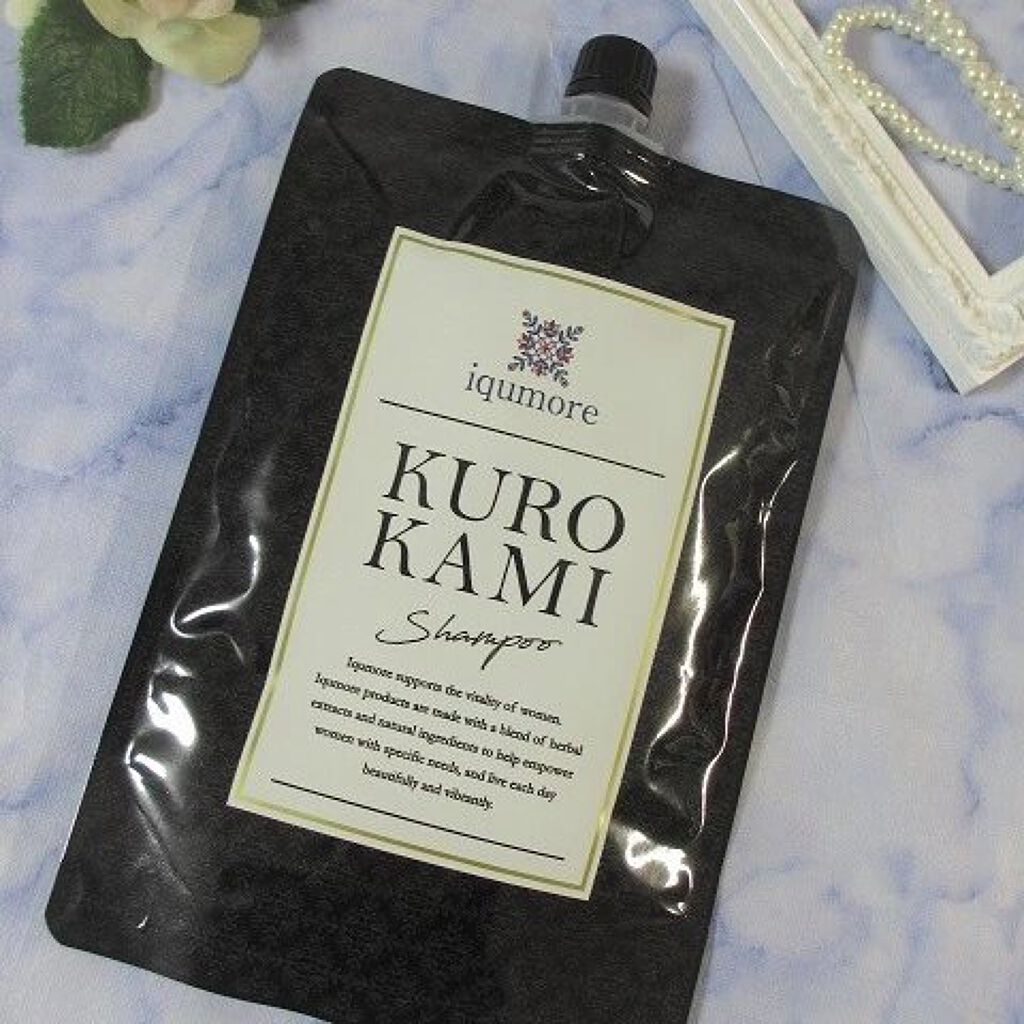 iqumore
KURO
KAMI
Shampoo
Iqumore supports the vitality of women.
Iqumore products are made with a blend of herbal
extracts and natural ingredients to help empower
women with specific needs, and live each day
beautifully and vibrantly.